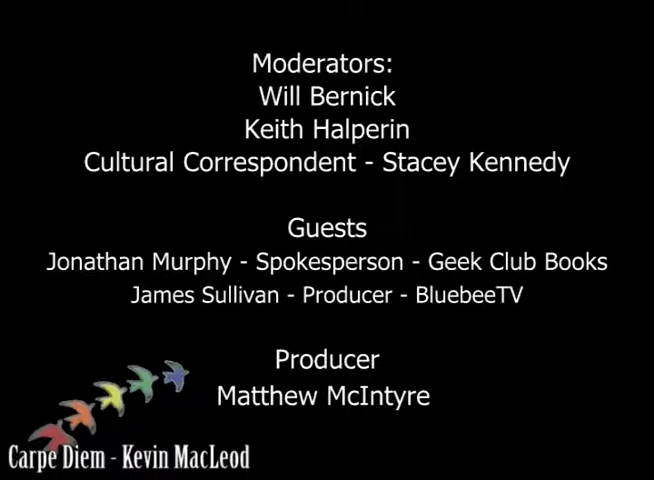 Moderators:
Will Bernick
Keith Halperin
Cultural Correspondent - Stacey Kennedy
Guests
Jonathan Murphy - Spokesperson - Geek Club Books
James Sullivan - Producer - BluebeeTV
Producer
Matthew McIntyre
Carpe Diem - Kevin MacLeod